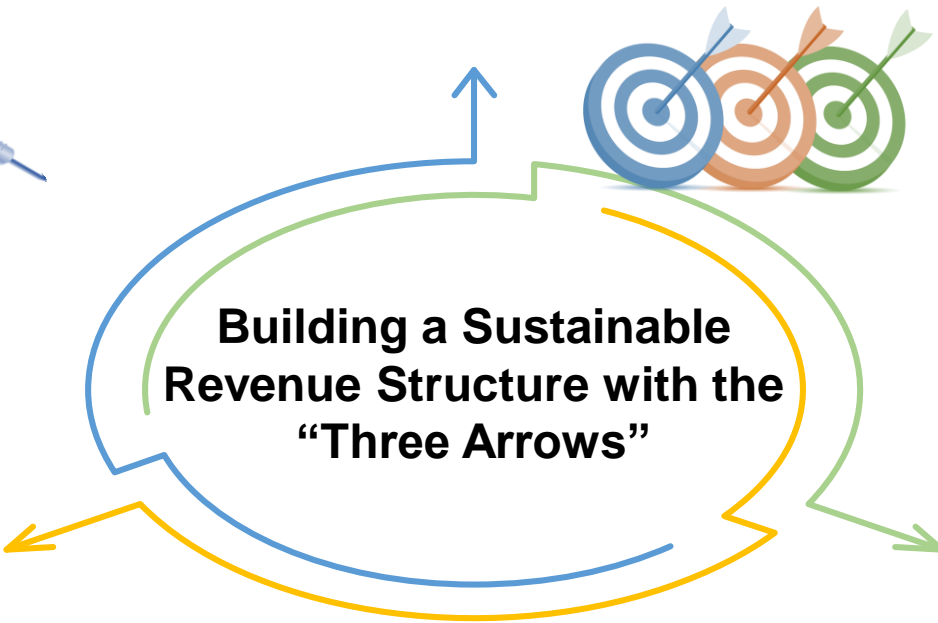 Building a Sustainable
Revenue Structure with the
“Three Arrows”